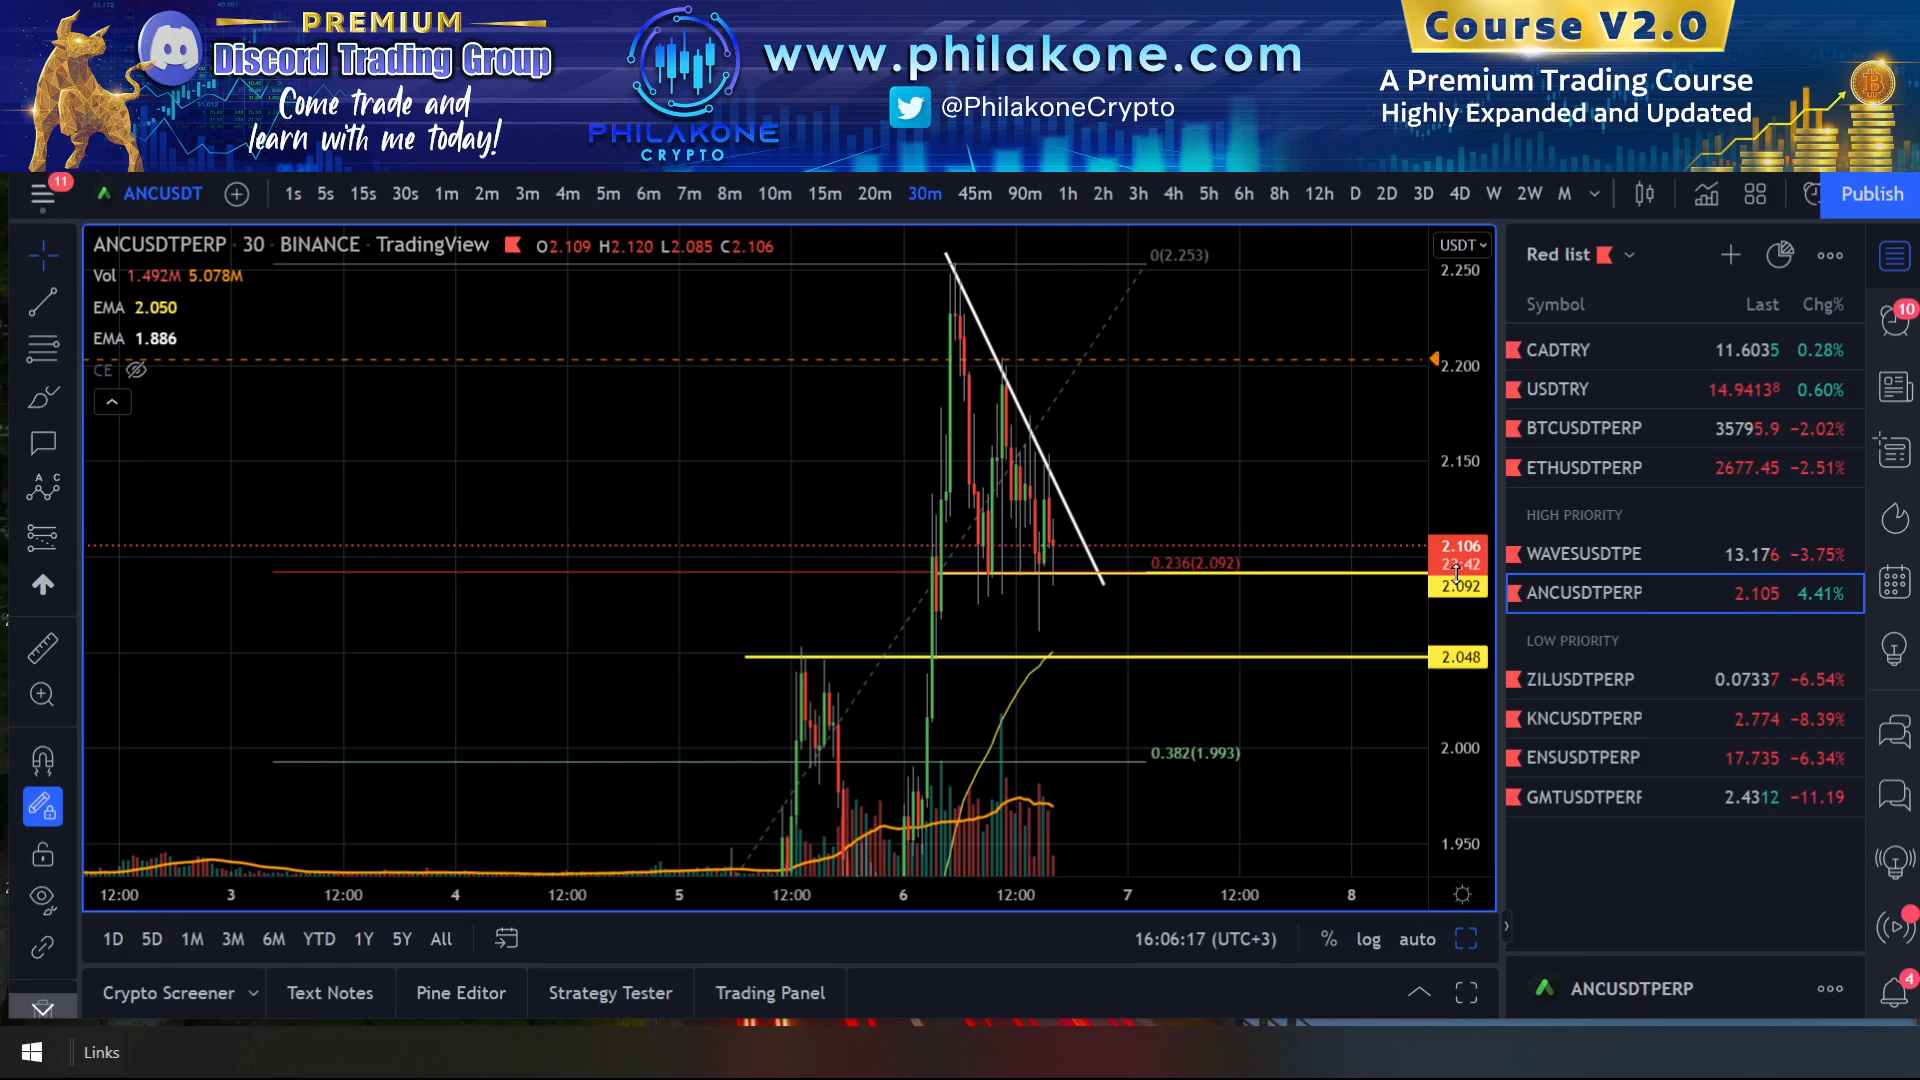 PREMIUM
Discord Trading Group
Come trade and
learn with me today!
PHILAKONE
CRYPTO
www.philakone.com
@PhilakoneCrypto
Course V2.0
A Premium Trading Course
Highly Expanded and Updated
11
ANCUSDT
1s 5s 15s 30s 1m 2m 3m 4m 5m 6m 7m 8m 10m 15m 20m 30m 45m 90m 1h 2h 3h 4h 5h 6h 8h 12h D 2D 3D 4D W 2W M
Publish
ANCUSDTPERP · 30 · BINANCE · TradingView O2.109 H2.120 L2.085 C2.106
Vol 1.492M 5.078M
EMA 2.050
EMA 1.886
CE
0(2.253)
0.236(2.092)
0.382(1.993)
USDT
2.250
2.200
2.150
2.106
2.092
2.048
2.000
1.950
12:00 3 12:00 4 12:00 5 12:00 6 12:00 7 12:00 8
1D 5D 1M 3M 6M YTD 1Y 5Y All
16:06:17 (UTC+3) % log auto
Crypto Screener Text Notes Pine Editor Strategy Tester Trading Panel
Red list
Symbol Last Chg%
CADTRY 11.6035 0.28%
USDTRY 14.94138 0.60%
BTCUSDTPERP 35795.9 −2.02%
ETHUSDTPERP 2677.45 −2.51%
HIGH PRIORITY
WAVESUSDTPE 13.176 −3.75%
ANCUSDTPERP 2.105 4.41%
LOW PRIORITY
ZILUSDTPERP 0.07337 −6.54%
KNCUSDTPERP 2.774 −8.39%
ENSUSDTPERP 17.735 −6.34%
GMTUSDTPERF 2.4312 −11.19
ANCUSDTPERP
10
4
A C
Links